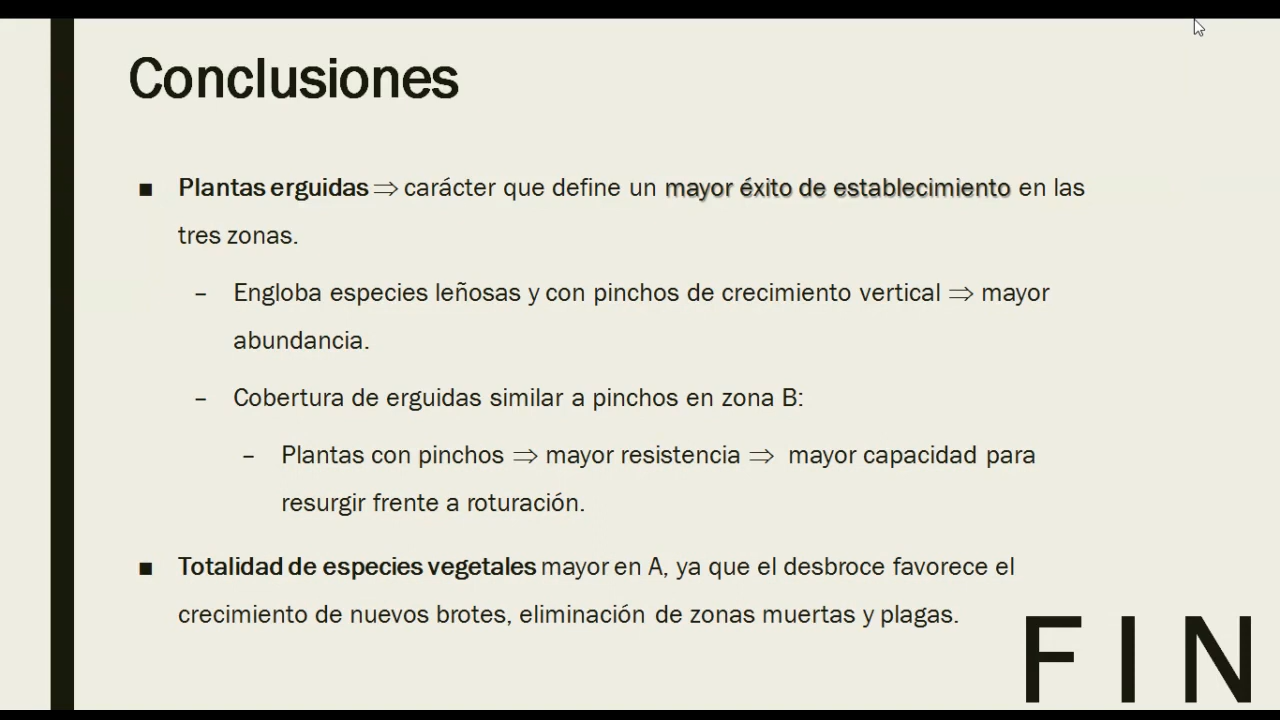 Conclusiones
■ Plantas erguidas ⇒ carácter que define un mayor éxito de establecimiento en las
tres zonas.
– Engloba especies leñosas y con pinchos de crecimiento vertical ⇒ mayor
abundancia.
– Cobertura de erguidas similar a pinchos en zona B:
– Plantas con pinchos ⇒ mayor resistencia ⇒ mayor capacidad para
resurgir frente a roturación.
■ Totalidad de especies vegetales mayor en A, ya que el desbroce favorece el
crecimiento de nuevos brotes, eliminación de zonas muertas y plagas.
F I N